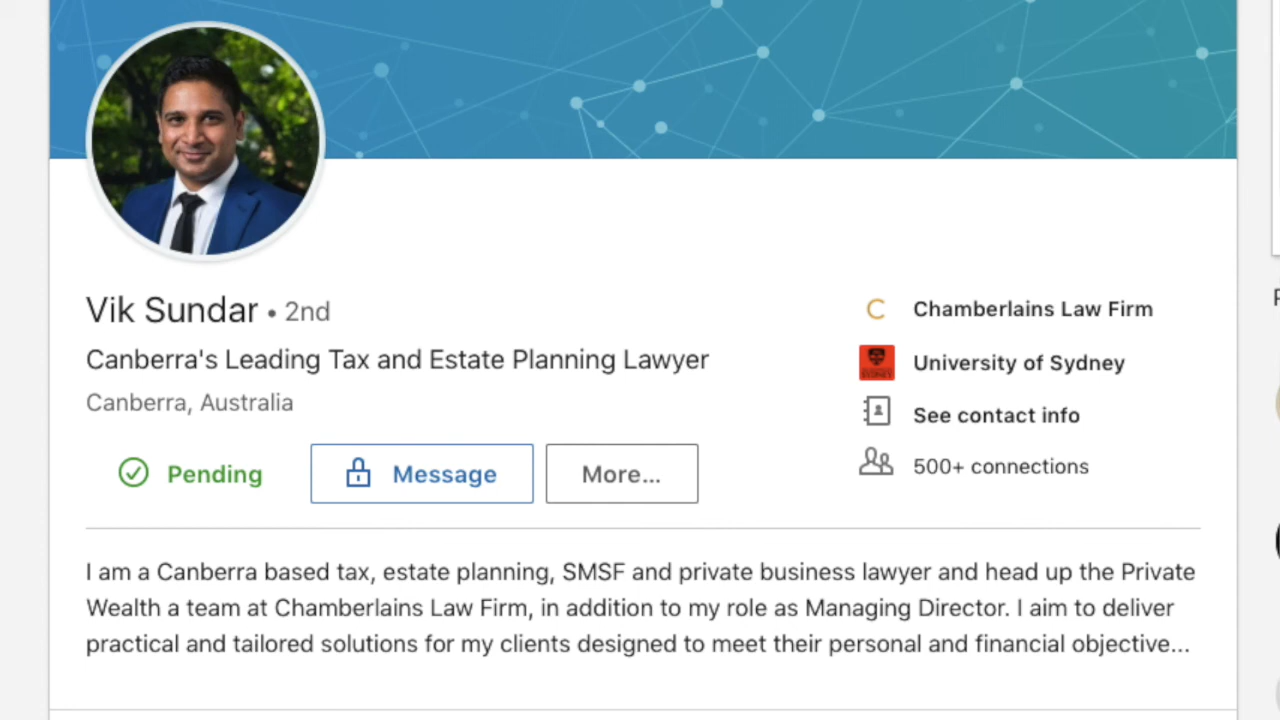 Vik Sundar • 2nd
Canberra's Leading Tax and Estate Planning Lawyer
Canberra, Australia
Pending
Message
More...
Chamberlains Law Firm
University of Sydney
See contact info
500+ connections
I am a Canberra based tax, estate planning, SMSF and private business lawyer and head up the Private
Wealth a team at Chamberlains Law Firm, in addition to my role as Managing Director. I aim to deliver
practical and tailored solutions for my clients designed to meet their personal and financial objective...